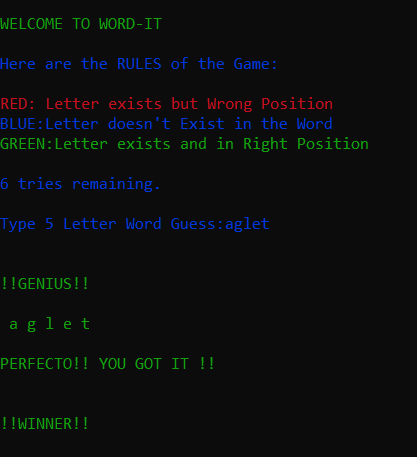 WELCOME TO WORD-IT
Here are the RULES of the Game:
RED: Letter exists but Wrong Position
BLUE:Letter doesn't Exist in the Word
GREEN:Letter exists and in Right Position
6 tries remaining.
Type 5 Letter Word Guess:aglet
!!GENIUS!!
a g l e t
PERFECTO!! YOU GOT IT !!
!!WINNER!!